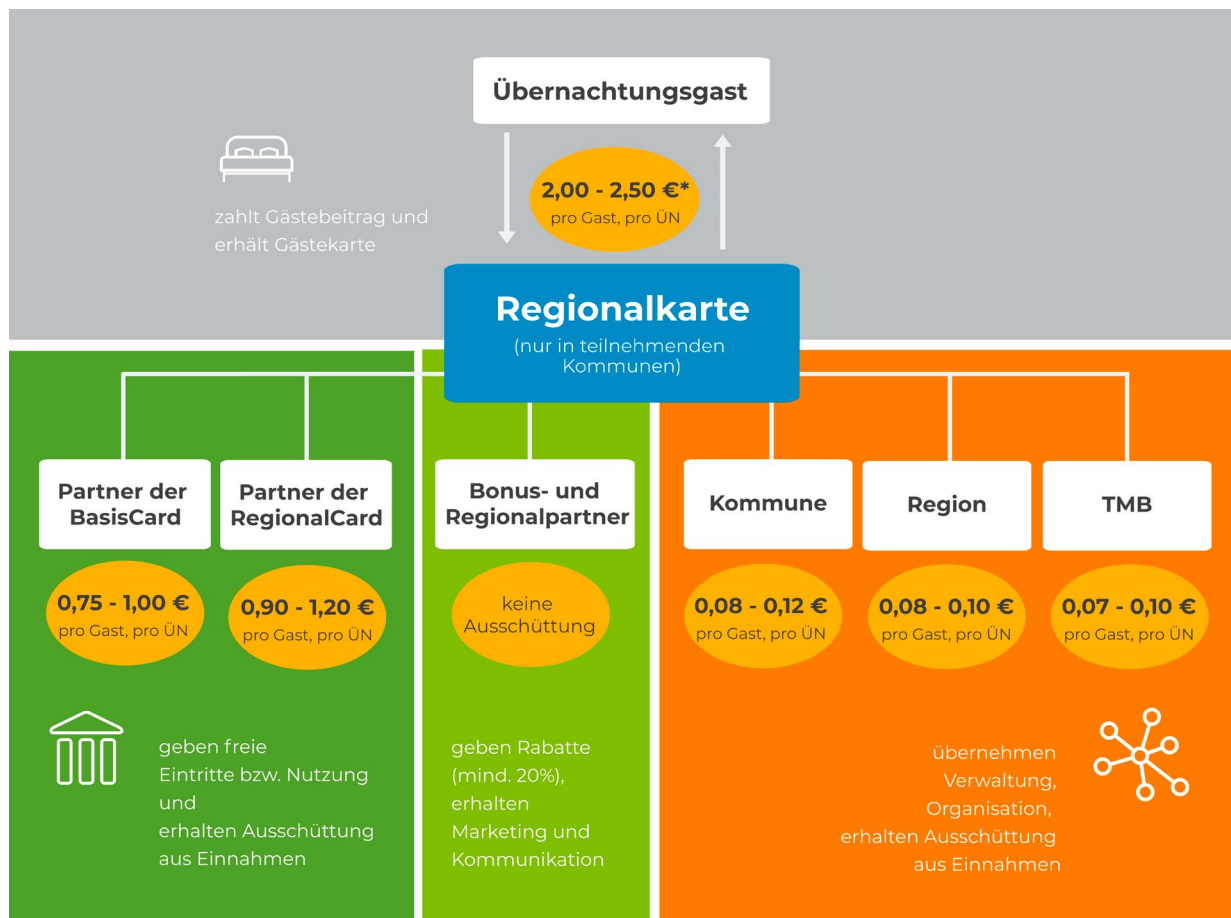 Übernachtungsgast
2,00 - 2,50 €*
pro Gast, pro ÜN
zahlt Gästebeitrag und
erhält Gästekarte
Regionalkarte
(nur in teilnehmenden
Kommunen)
Partner der
BasisCard
0,75 - 1,00 €
pro Gast, pro ÜN
Partner der
RegionalCard
0,90 - 1,20 €
pro Gast, pro ÜN
geben freie
Eintritte bzw. Nutzung
und
erhalten Ausschüttung
aus Einnahmen
Bonus- und
Regionalpartner
keine
Ausschüttung
geben Rabatte
(mind. 20%),
erhalten
Marketing und
Kommunikation
Kommune
0,08 - 0,12 €
pro Gast, pro ÜN
Region
0,08 - 0,10 €
pro Gast, pro ÜN
TMB
0,07 - 0,10 €
pro Gast, pro ÜN
übernehmen
Verwaltung,
Organisation,
erhalten Ausschüttung
aus Einnahmen